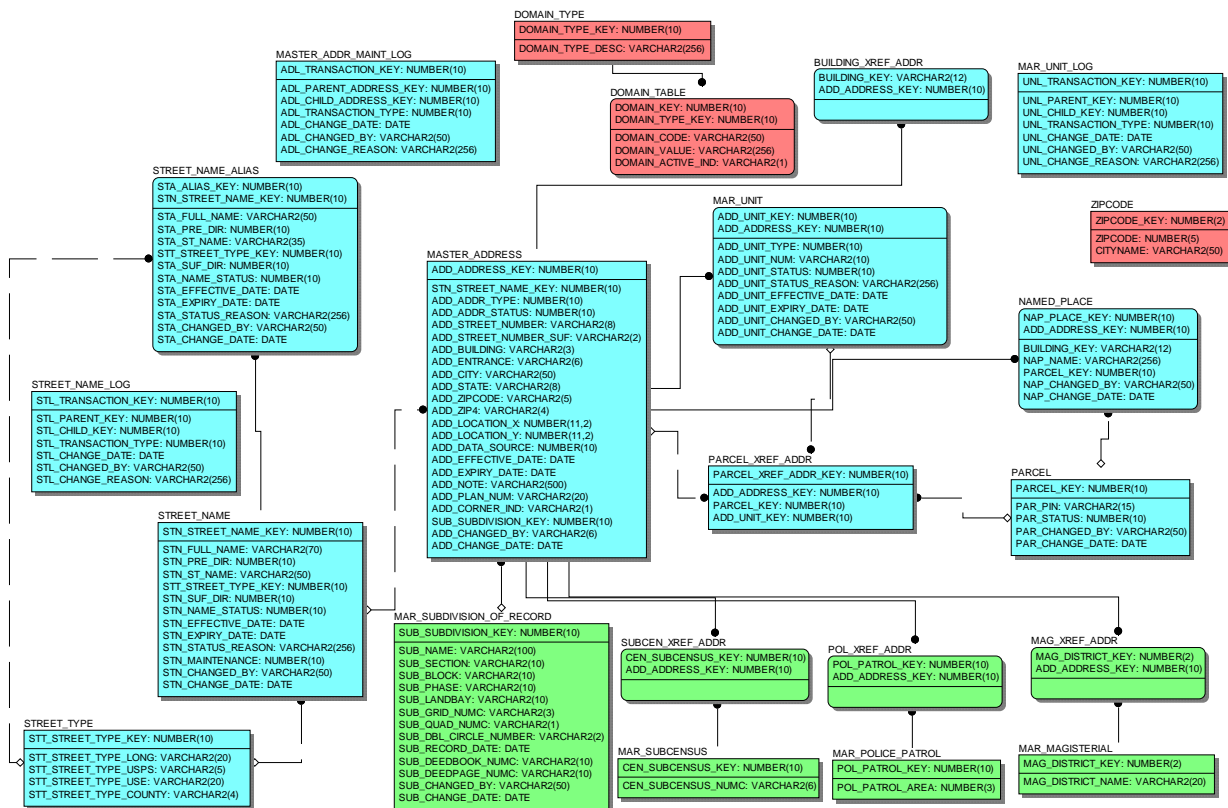 DOMAIN_TYPE
DOMAIN_TYPE_KEY: NUMBER(10)
DOMAIN_TYPE_DESC: VARCHAR2(256)
MASTER_ADDR_MAINT_LOG
ADL_TRANSACTION_KEY: NUMBER(10)
ADL_PARENT_ADDRESS_KEY: NUMBER(10)
ADL_CHILD_ADDRESS_KEY: NUMBER(10)
ADL_TRANSACTION_TYPE: NUMBER(10)
ADL_CHANGE_DATE: DATE
ADL_CHANGED_BY: VARCHAR2(50)
ADL_CHANGE_REASON: VARCHAR2(256)
DOMAIN_TABLE
DOMAIN_KEY: NUMBER(10)
DOMAIN_TYPE_KEY: NUMBER(10)
DOMAIN_CODE: VARCHAR2(50)
DOMAIN_VALUE: VARCHAR2(256)
DOMAIN_ACTIVE_IND: VARCHAR2(1)
BUILDING_XREF_ADDR
BUILDING_KEY: VARCHAR2(12)
ADD_ADDRESS_KEY: NUMBER(10)
MAR_UNIT_LOG
UNL_TRANSACTION_KEY: NUMBER(10)
UNL_PARENT_KEY: NUMBER(10)
UNL_CHILD_KEY: NUMBER(10)
UNL_TRANSACTION_TYPE: NUMBER(10)
UNL_CHANGE_DATE: DATE
UNL_CHANGED_BY: VARCHAR2(50)
UNL_CHANGE_REASON: VARCHAR2(256)
STREET_NAME_ALIAS
STA_ALIAS_KEY: NUMBER(10)
STN_STREET_NAME_KEY: NUMBER(10)
STA_FULL_NAME: VARCHAR2(50)
STA_PRE_DIR: NUMBER(10)
STA_ST_NAME: VARCHAR2(35)
STT_STREET_TYPE_KEY: NUMBER(10)
STA_SUF_DIR: NUMBER(10)
STA_NAME_STATUS: NUMBER(10)
STA_EFFECTIVE_DATE: DATE
STA_EXPIRY_DATE: DATE
STA_STATUS_REASON: VARCHAR2(256)
STA_CHANGED_BY: VARCHAR2(50)
STA_CHANGE_DATE: DATE
MAR_UNIT
ADD_UNIT_KEY: NUMBER(10)
ADD_ADDRESS_KEY: NUMBER(10)
ADD_UNIT_TYPE: NUMBER(10)
ADD_UNIT_NUM: VARCHAR2(10)
ADD_UNIT_STATUS: NUMBER(10)
ADD_UNIT_STATUS_REASON: VARCHAR2(256)
ADD_UNIT_EFFECTIVE_DATE: DATE
ADD_UNIT_EXPIRY_DATE: DATE
ADD_UNIT_CHANGED_BY: VARCHAR2(50)
ADD_UNIT_CHANGE_DATE: DATE
ZIPCODE
ZIPCODE_KEY: NUMBER(2)
ZIPCODE: NUMBER(5)
CITYNAME: VARCHAR2(50)
MASTER_ADDRESS
ADD_ADDRESS_KEY: NUMBER(10)
STN_STREET_NAME_KEY: NUMBER(10)
ADD_ADDR_TYPE: NUMBER(10)
ADD_ADDR_STATUS: NUMBER(10)
ADD_STREET_NUMBER: VARCHAR2(8)
ADD_STREET_NUMBER_SUF: VARCHAR2(2)
ADD_BUILDING: VARCHAR2(3)
ADD_ENTRANCE: VARCHAR2(6)
ADD_CITY: VARCHAR2(50)
ADD_STATE: VARCHAR2(8)
ADD_ZIPCODE: VARCHAR2(5)
ADD_ZIP4: VARCHAR2(4)
ADD_LOCATION_X: NUMBER(11,2)
ADD_LOCATION_Y: NUMBER(11,2)
ADD_DATA_SOURCE: NUMBER(10)
ADD_EFFECTIVE_DATE: DATE
ADD_EXPIRY_DATE: DATE
ADD_NOTE: VARCHAR2(500)
ADD_PLAN_NUM: VARCHAR2(20)
ADD_CORNER_IND: VARCHAR2(1)
SUB_SUBDIVISION_KEY: NUMBER(10)
ADD_CHANGED_BY: VARCHAR2(6)
ADD_CHANGE_DATE: DATE
NAMED_PLACE
NAP_PLACE_KEY: NUMBER(10)
ADD_ADDRESS_KEY: NUMBER(10)
BUILDING_KEY: VARCHAR2(12)
NAP_NAME: VARCHAR2(256)
PARCEL_KEY: NUMBER(10)
NAP_CHANGED_BY: VARCHAR2(50)
NAP_CHANGE_DATE: DATE
STREET_NAME_LOG
STL_TRANSACTION_KEY: NUMBER(10)
STL_PARENT_KEY: NUMBER(10)
STL_CHILD_KEY: NUMBER(10)
STL_TRANSACTION_TYPE: NUMBER(10)
STL_CHANGE_DATE: DATE
STL_CHANGED_BY: VARCHAR2(50)
STL_CHANGE_REASON: VARCHAR2(256)
PARCEL_XREF_ADDR
PARCEL_XREF_ADDR_KEY: NUMBER(10)
ADD_ADDRESS_KEY: NUMBER(10)
PARCEL_KEY: NUMBER(10)
ADD_UNIT_KEY: NUMBER(10)
PARCEL
PARCEL_KEY: NUMBER(10)
PAR_PIN: VARCHAR2(15)
PAR_STATUS: NUMBER(10)
PAR_CHANGED_BY: VARCHAR2(50)
PAR_CHANGE_DATE: DATE
STREET_NAME
STN_STREET_NAME_KEY: NUMBER(10)
STN_FULL_NAME: VARCHAR2(70)
STN_PRE_DIR: NUMBER(10)
STN_ST_NAME: VARCHAR2(50)
STT_STREET_TYPE_KEY: NUMBER(10)
STN_SUF_DIR: NUMBER(10)
STN_NAME_STATUS: NUMBER(10)
STN_EFFECTIVE_DATE: DATE
STN_EXPIRY_DATE: DATE
STN_STATUS_REASON: VARCHAR2(256)
STN_MAINTENANCE: NUMBER(10)
STN_CHANGED_BY: VARCHAR2(50)
STN_CHANGE_DATE: DATE
MAR_SUBDIVISION_OF_RECORD
SUB_SUBDIVISION_KEY: NUMBER(10)
SUB_NAME: VARCHAR2(100)
SUB_SECTION: VARCHAR2(10)
SUB_BLOCK: VARCHAR2(10)
SUB_PHASE: VARCHAR2(10)
SUB_LANDBAY: VARCHAR2(10)
SUB_GRID_NUMC: VARCHAR2(3)
SUB_QUAD_NUMC: VARCHAR2(1)
SUB_DBL_CIRCLE_NUMBER: VARCHAR2(2)
SUB_RECORD_DATE: DATE
SUB_DEEDBOOK_NUMC: VARCHAR2(10)
SUB_DEEDPAGE_NUMC: VARCHAR2(10)
SUB_CHANGED_BY: VARCHAR2(50)
SUB_CHANGE_DATE: DATE
SUBCEN_XREF_ADDR
CEN_SUBCENSUS_KEY: NUMBER(10)
ADD_ADDRESS_KEY: NUMBER(10)
POL_XREF_ADDR
POL_PATROL_KEY: NUMBER(10)
ADD_ADDRESS_KEY: NUMBER(10)
MAG_XREF_ADDR
MAG_DISTRICT_KEY: NUMBER(2)
ADD_ADDRESS_KEY: NUMBER(10)
STREET_TYPE
STT_STREET_TYPE_KEY: NUMBER(10)
STT_STREET_TYPE_LONG: VARCHAR2(20)
STT_STREET_TYPE_USPS: VARCHAR2(5)
STT_STREET_TYPE_USE: VARCHAR2(20)
STT_STREET_TYPE_COUNTY: VARCHAR2(4)
MAR_SUBCENSUS
CEN_SUBCENSUS_KEY: NUMBER(10)
CEN_SUBCENSUS_NUMC: VARCHAR2(6)
MAR_POLICE_PATROL
POL_PATROL_KEY: NUMBER(10)
POL_PATROL_AREA: NUMBER(3)
MAR_MAGISTERIAL
MAG_DISTRICT_KEY: NUMBER(2)
MAG_DISTRICT_NAME: VARCHAR2(20)